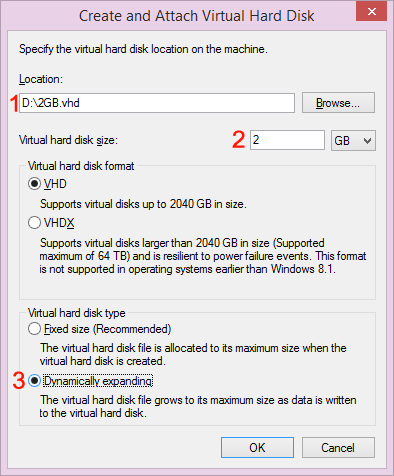 Create and Attach Virtual Hard Disk
Specify the virtual hard disk location on the machine.
Location:
1 D:\2GB.vhd Browse...
Virtual hard disk size: 2 2 GB
Virtual hard disk format
VHD
Supports virtual disks up to 2040 GB in size.
VHDX
Supports virtual disks larger than 2040 GB in size (Supported
maximum of 64 TB) and is resilient to power failure events. This format
is not supported in operating systems earlier than Windows 8.1.
Virtual hard disk type
Fixed size (Recommended)
The virtual hard disk file is allocated to its maximum size when the
virtual hard disk is created.
3 Dynamically expanding
The virtual hard disk file grows to its maximum size as data is written
to the virtual hard disk.
OK Cancel